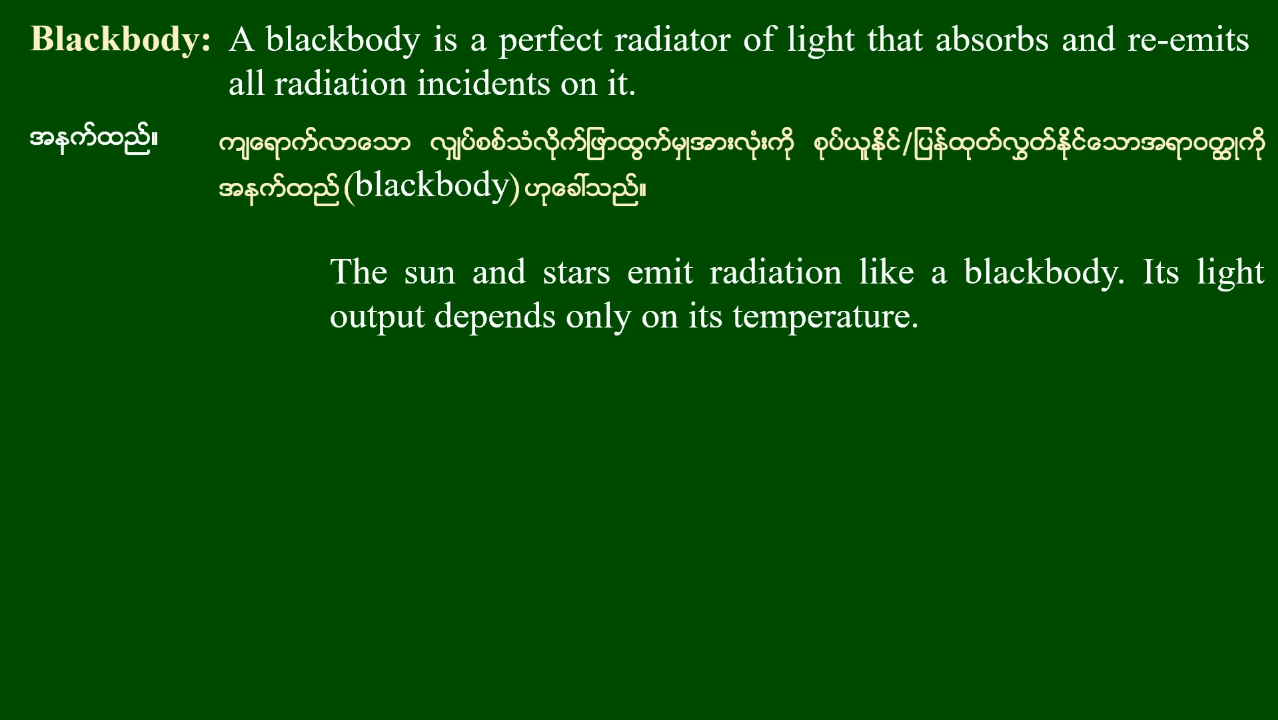 Blackbody: A blackbody is a perfect radiator of light that absorbs and re-emits
all radiation incidents on it.
အနက်ထည်။ ကျရောက်လာသော လျှပ်စစ်သံလိုက်ဖြာထွက်မှုအားလုံးကို စုပ်ယူနိုင်/ပြန်ထုတ်လွှတ်နိုင်သောအရာဝတ္ထုကို
အနက်ထည်(blackbody)ဟုခေါ်သည်။
The sun and stars emit radiation like a blackbody. Its light
output depends only on its temperature.